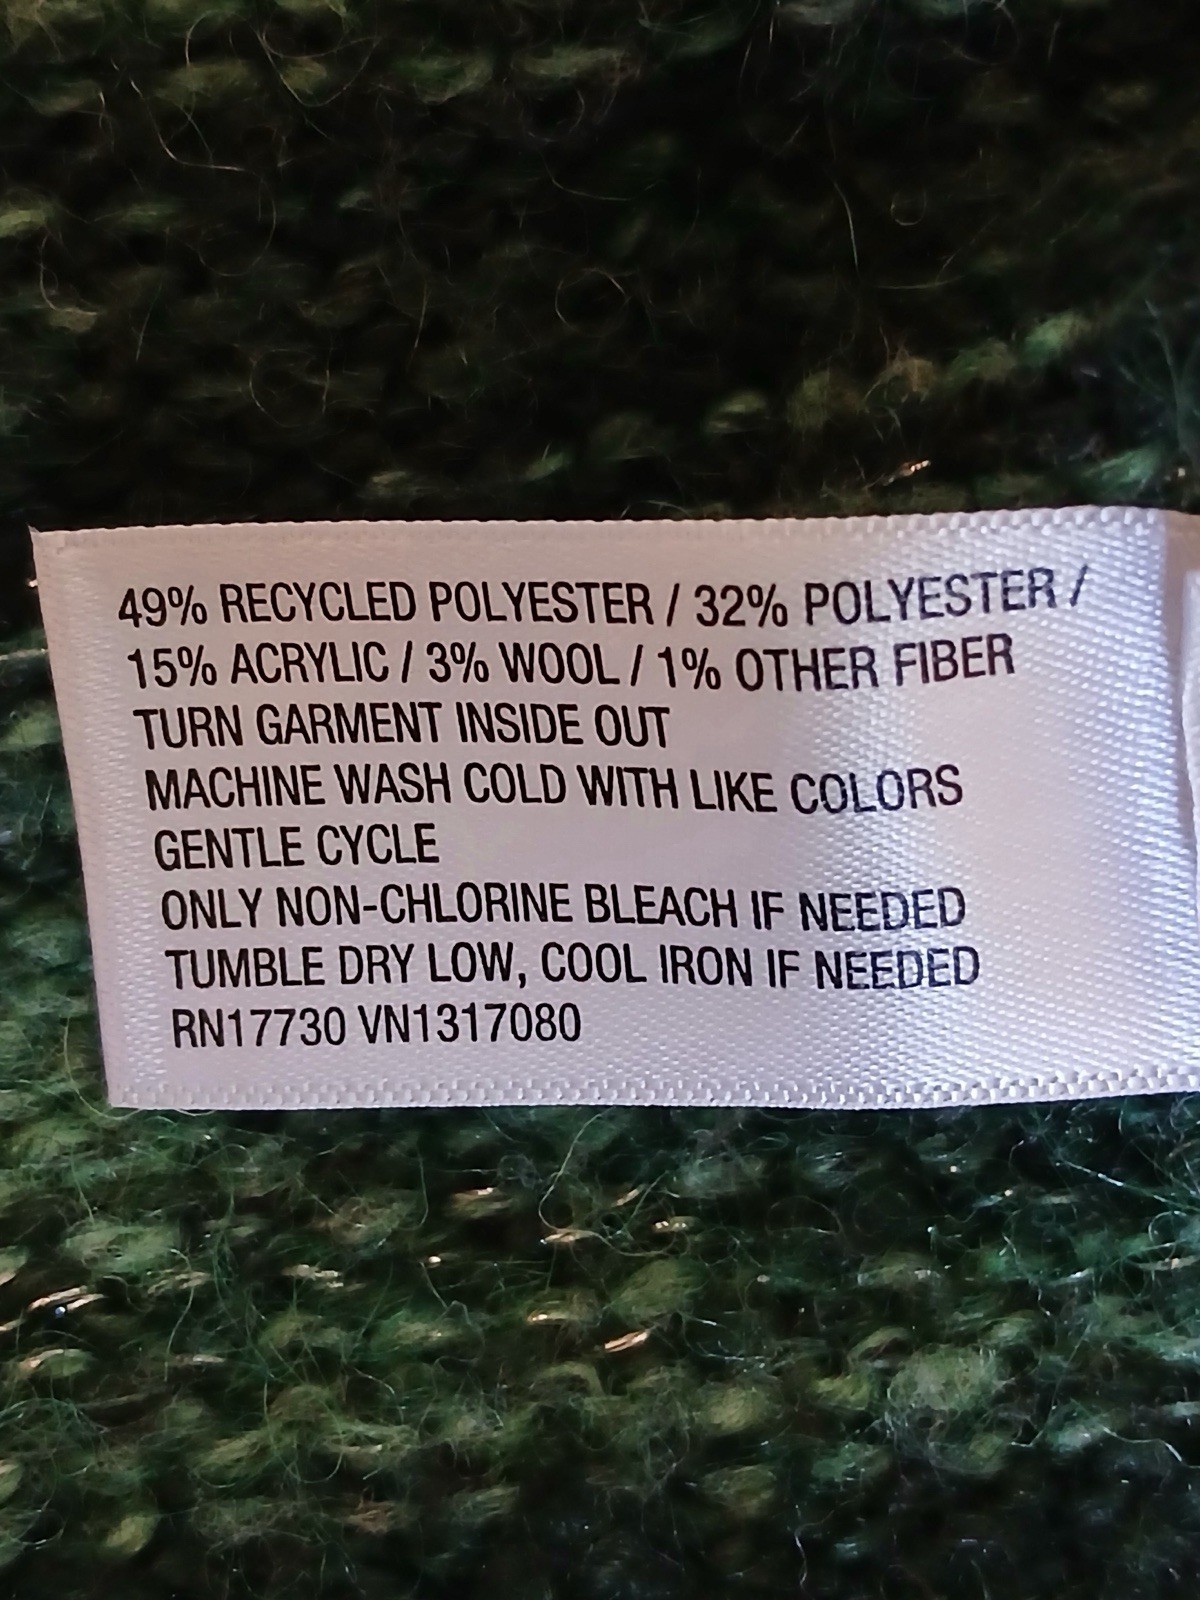 49% RECYCLED POLYESTER / 32% POLYESTER /
15% ACRYLIC / 3% WOOL / 1% OTHER FIBER
TURN GARMENT INSIDE OUT
MACHINE WASH COLD WITH LIKE COLORS
GENTLE CYCLE
ONLY NON-CHLORINE BLEACH IF NEEDED
TUMBLE DRY LOW, COOL IRON IF NEEDED
RN17730 VN1317080